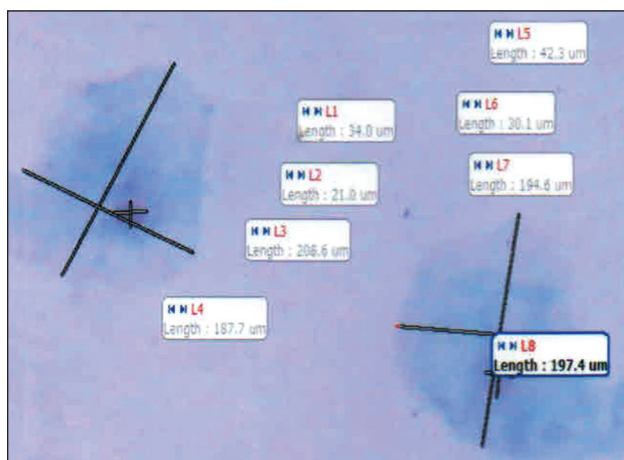 L5
Length : 42.3 um
L1
Length : 34.0 um
L6
Length : 30.1 um
L2
Length : 21.0 um
L7
Length : 194.6 um
L3
Length : 206.6 um
L4
Length : 187.7 um
L8
Length : 197.4 um